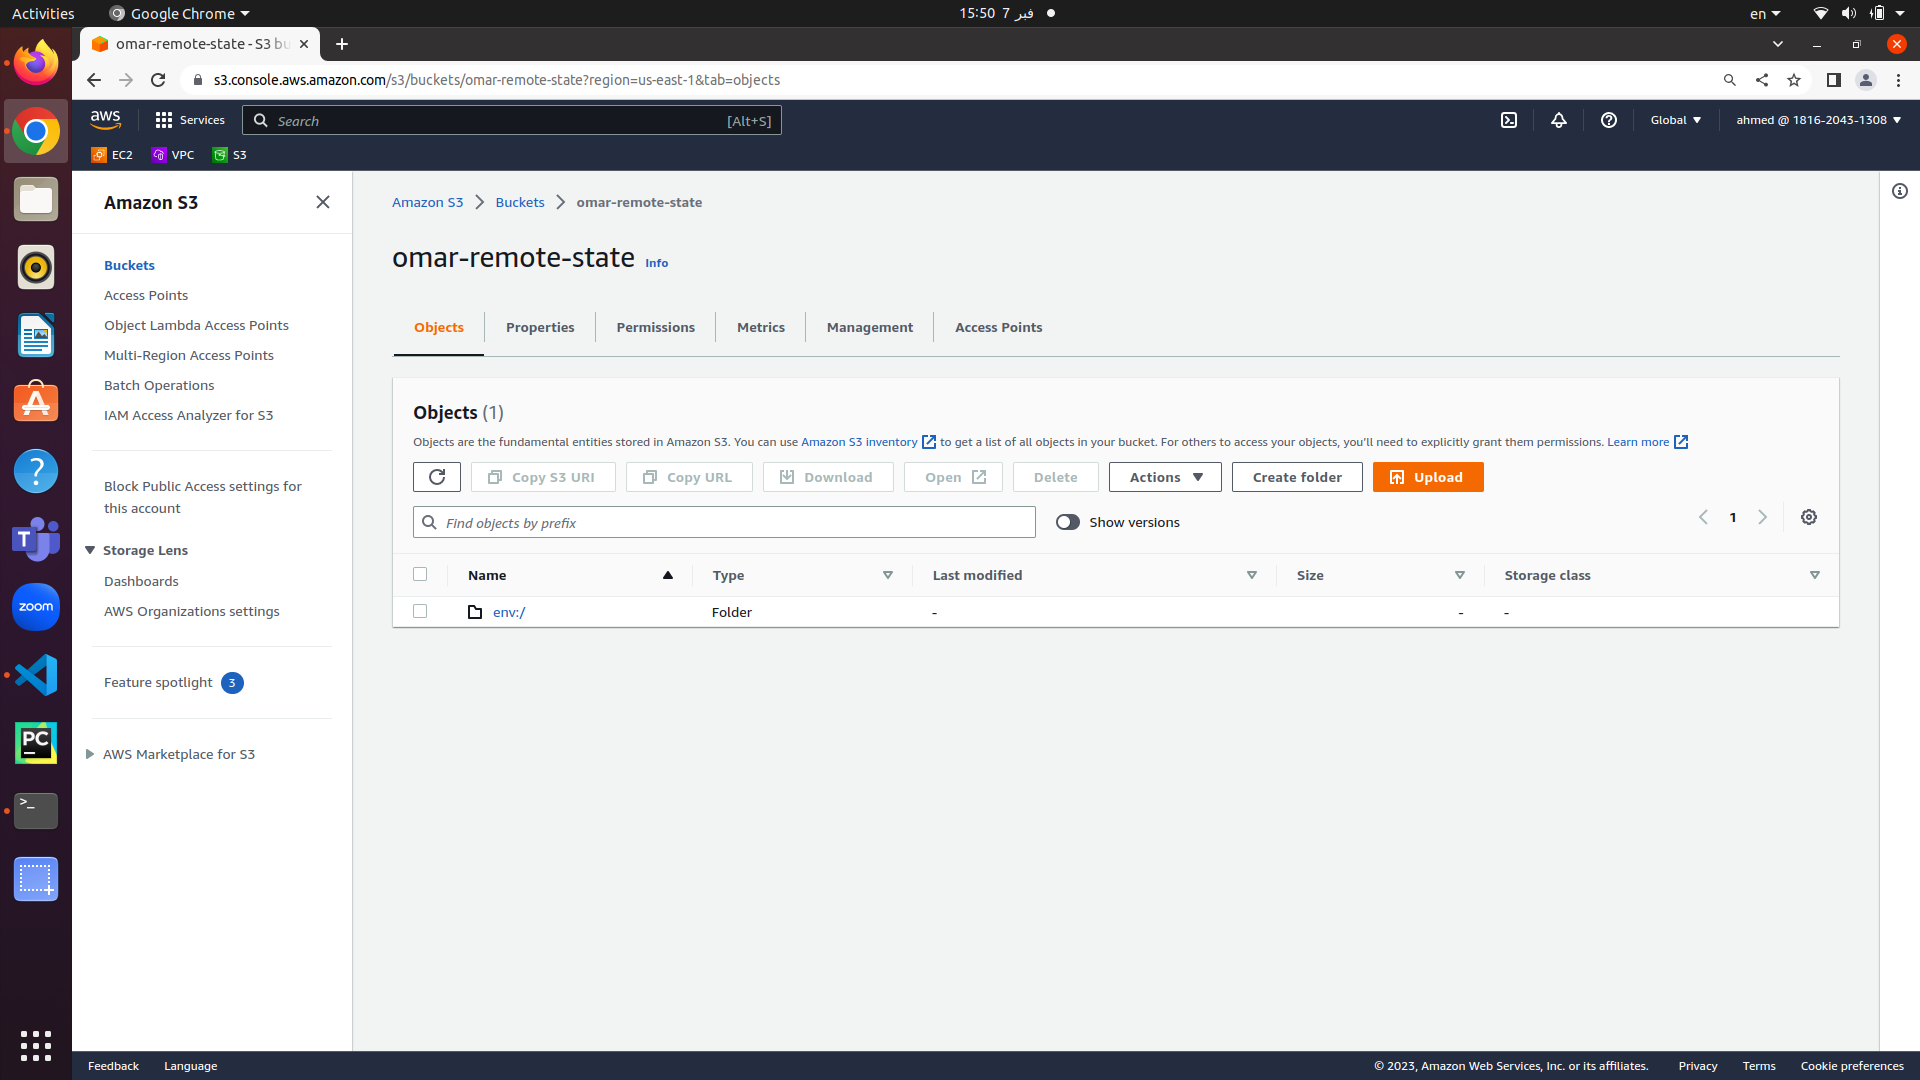 Activities
Google Chrome
15:50 7 فبر
en
omar-remote-state - S3 bu
s3.console.aws.amazon.com/s3/buckets/omar-remote-state?region=us-east-1&tab=objects
aws
Services
Search
[Alt+S]
Global
ahmed @ 1816-2043-1308
EC2
VPC
S3
Amazon S3
Buckets
Access Points
Object Lambda Access Points
Multi-Region Access Points
Batch Operations
IAM Access Analyzer for S3
Block Public Access settings for
this account
Storage Lens
Dashboards
AWS Organizations settings
Feature spotlight 3
AWS Marketplace for S3
Amazon S3 > Buckets > omar-remote-state
omar-remote-state Info
Objects
Properties
Permissions
Metrics
Management
Access Points
Objects (1)
Objects are the fundamental entities stored in Amazon S3. You can use Amazon S3 inventory to get a list of all objects in your bucket. For others to access your objects, you'll need to explicitly grant them permissions. Learn more
Copy S3 URI
Copy URL
Download
Open
Delete
Actions
Create folder
Upload
Find objects by prefix
Show versions
1
Name
Type
Last modified
Size
Storage class
env:/
Folder
-
-
-
T
zoom
PC
>_
Feedback
Language
© 2023, Amazon Web Services, Inc. or its affiliates.
Privacy
Terms
Cookie preferences